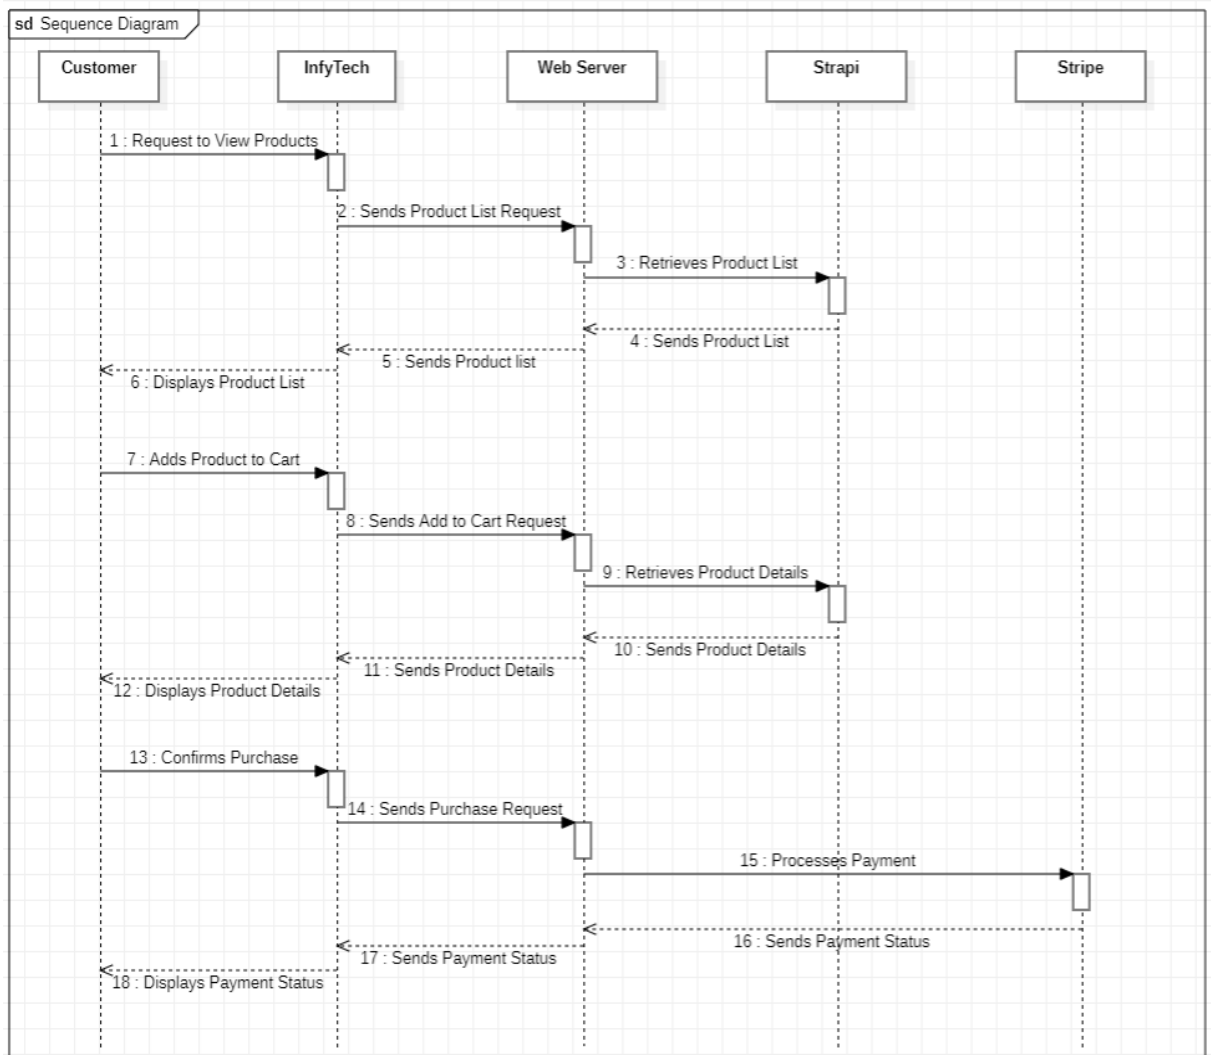 sd Sequence Diagram
Customer
InfyTech
Web Server
Strapi
Stripe
1 : Request to View Products
2 : Sends Product List Request
3 : Retrieves Product List
4 : Sends Product List
5 : Sends Product list
6 : Displays Product List
7 : Adds Product to Cart
8 : Sends Add to Cart Request
9 : Retrieves Product Details
10 : Sends Product Details
11 : Sends Product Details
12 : Displays Product Details
13 : Confirms Purchase
14 : Sends Purchase Request
15 : Processes Payment
16 : Sends Payment Status
17 : Sends Payment Status
18 : Displays Payment Status